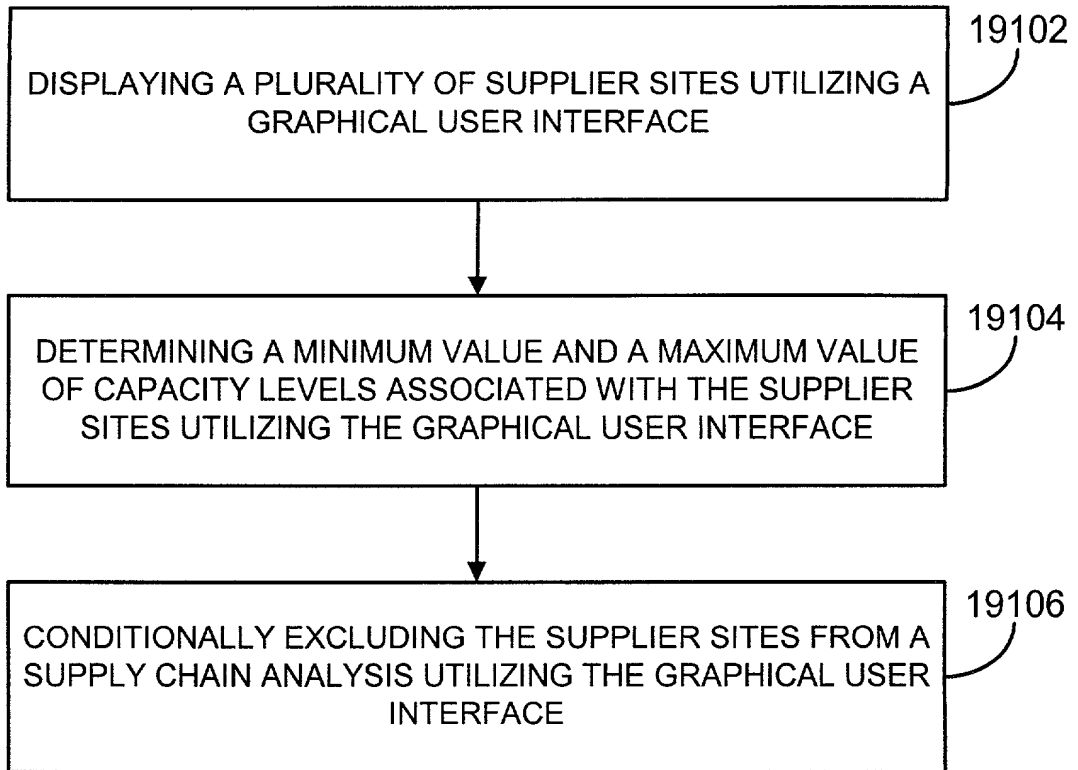 19102
DISPLAYING A PLURALITY OF SUPPLIER SITES UTILIZING A
GRAPHICAL USER INTERFACE
19104
DETERMINING A MINIMUM VALUE AND A MAXIMUM VALUE
OF CAPACITY LEVELS ASSOCIATED WITH THE SUPPLIER
SITES UTILIZING THE GRAPHICAL USER INTERFACE
19106
CONDITIONALLY EXCLUDING THE SUPPLIER SITES FROM A
SUPPLY CHAIN ANALYSIS UTILIZING THE GRAPHICAL USER
INTERFACE